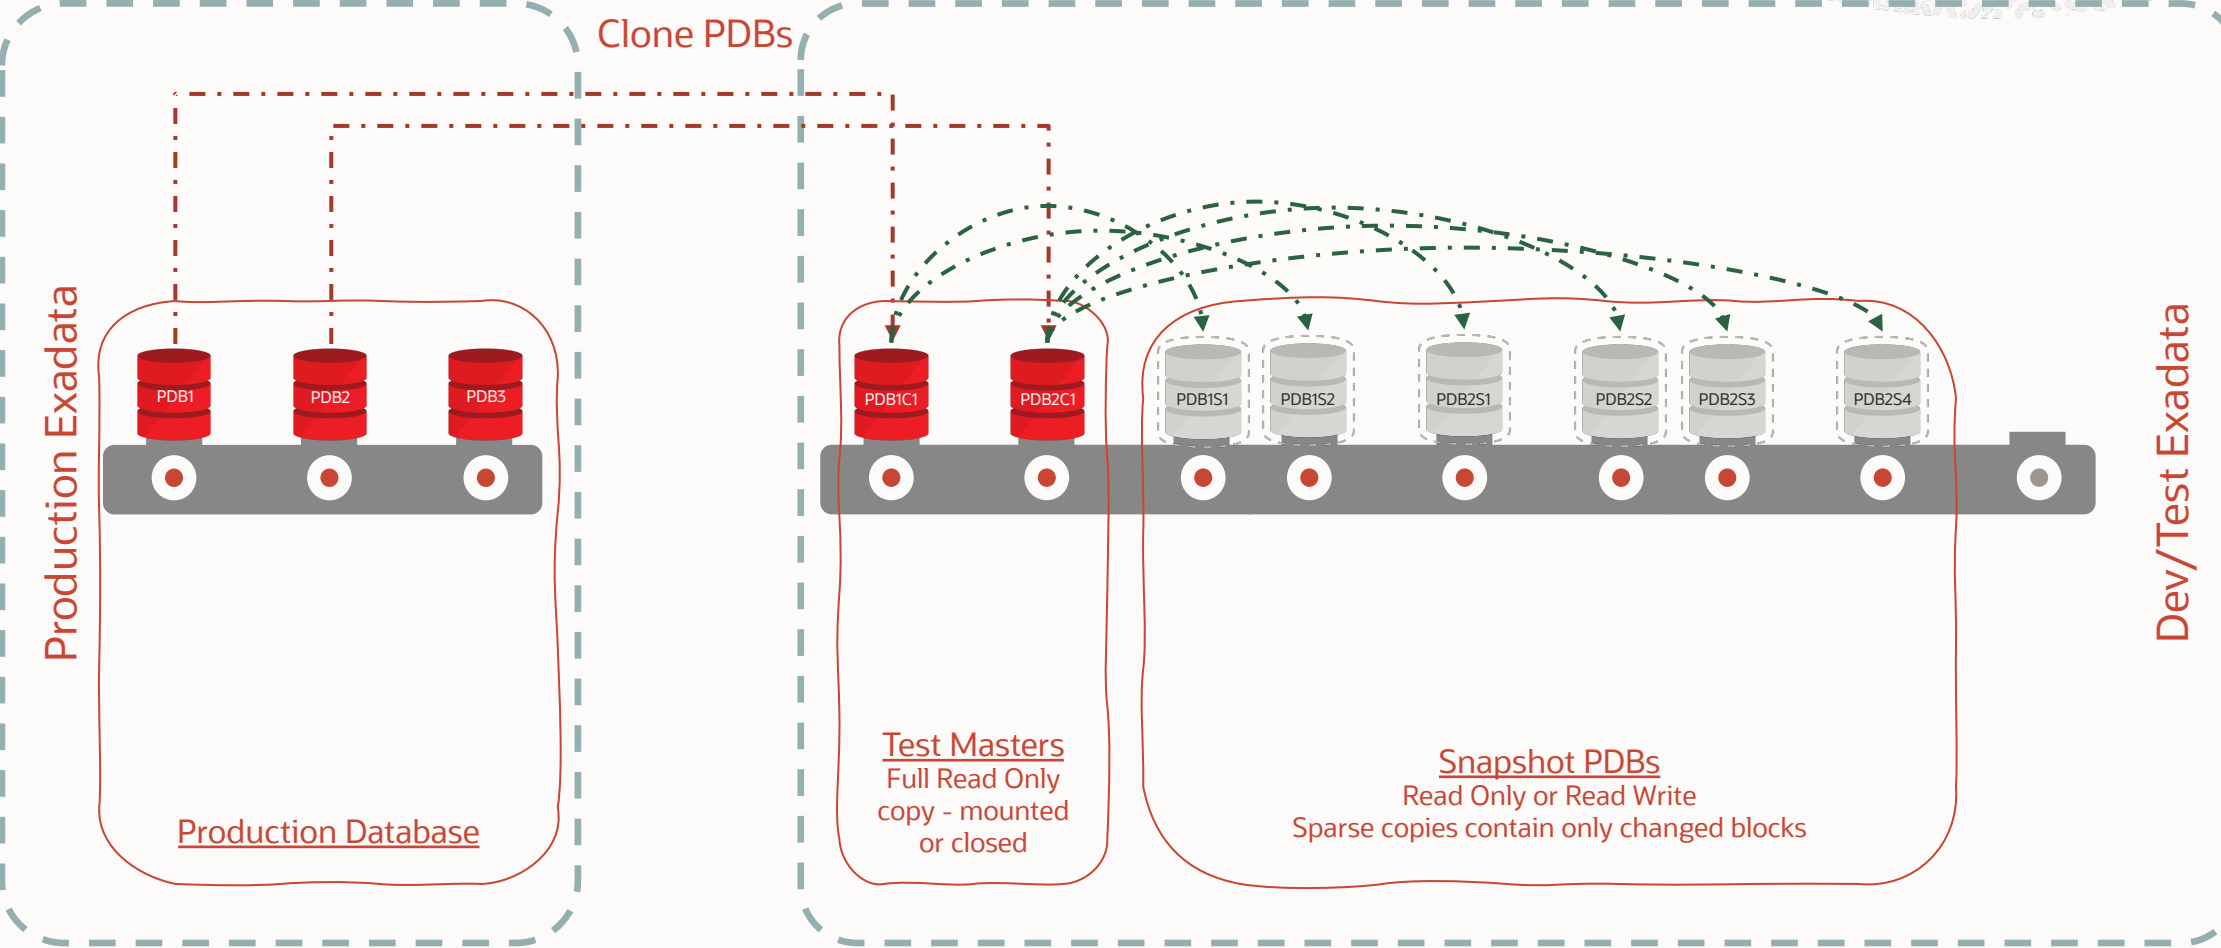 Clone PDBs
Production Exadata
PDB1
PDB2
PDB3
Production Database
PDB1C1
PDB2C1
Test Masters
Full Read Only
copy - mounted
or closed
PDB1S1
PDB1S2
PDB2S1
PDB2S2
PDB2S3
PDB2S4
Snapshot PDBs
Read Only or Read Write
Sparse copies contain only changed blocks
Dev/Test Exadata